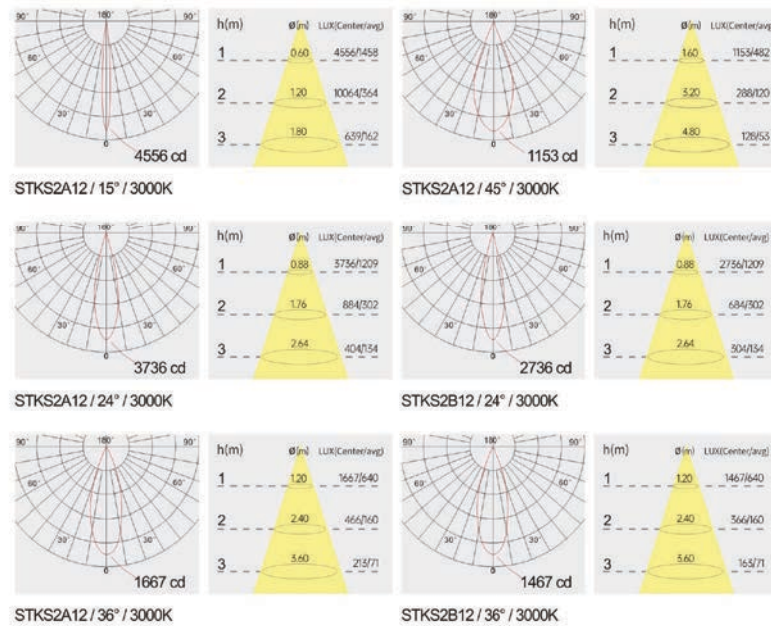 180° h(m) Ø(m) LUX(Center/avg) 180° h(m) Ø(m) LUX(Center/avg)
90° 90° 90° 90°
1 0.60 4556/1458 1 1.60 1153/482
60° 60° 60° 60°
2 1.20 10064/364 2 3.20 288/120
30° 30° 30° 30°
3 1.80 639/162 3 4.80 128/53
0 0
4556 cd 1153 cd
STKS2A12 / 15° / 3000K STKS2A12 / 45° / 3000K
180° h(m) Ø(m) LUX(Center/avg) 180° h(m) Ø(m) LUX(Center/avg)
90° 90° 90° 90°
1 0.88 3736/1209 1 0.88 2736/1209
60° 60° 60° 60°
2 1.76 884/302 2 1.76 684/302
30° 30° 30° 30°
3 2.64 404/134 3 2.64 304/134
0 0
3736 cd 2736 cd
STKS2A12 / 24° / 3000K STKS2B12 / 24° / 3000K
180° h(m) Ø(m) LUX(Center/avg) 180° h(m) Ø(m) LUX(Center/avg)
90° 90° 90° 90°
1 1.20 1667/640 1 1.20 1467/640
60° 60° 60° 60°
2 2.40 466/160 2 2.40 366/160
30° 30° 30° 30°
3 3.60 213/71 3 3.60 163/71
0 0
1667 cd 1467 cd
STKS2A12 / 36° / 3000K STKS2B12 / 36° / 3000K